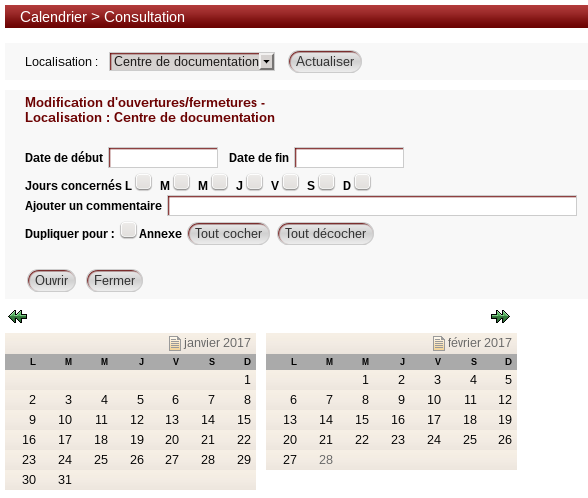 Calendrier > Consultation
Localisation : Centre de documentation Actualiser
Modification d'ouvertures/fermetures -
Localisation : Centre de documentation
Date de début Date de fin
Jours concernés L M M J V S D
Ajouter un commentaire
Dupliquer pour : Annexe Tout cocher Tout décocher
Ouvrir Fermer
janvier 2017
L M M J V S D
1
2 3 4 5 6 7 8
9 10 11 12 13 14 15
16 17 18 19 20 21 22
23 24 25 26 27 28 29
30 31
février 2017
L M M J V S D
1 2 3 4 5
6 7 8 9 10 11 12
13 14 15 16 17 18 19
20 21 22 23 24 25 26
27 28